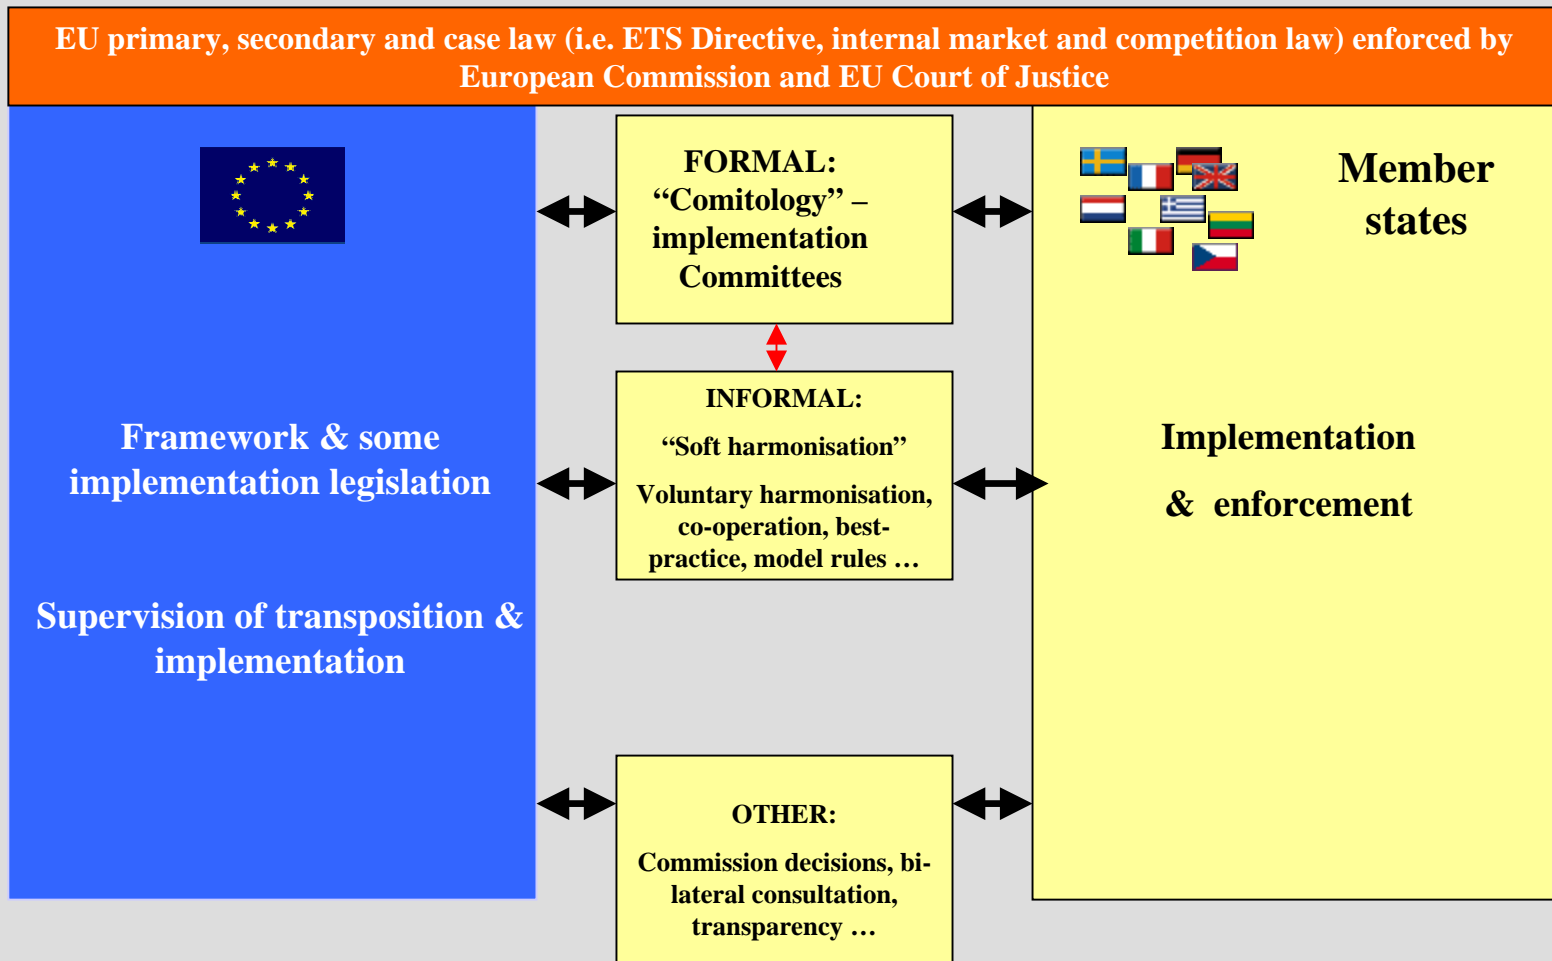 EU primary, secondary and case law (i.e. ETS Directive, internal market and competition law) enforced by
European Commission and EU Court of Justice
FORMAL:
“Comitology” –
implementation
Committees
Member
states
Framework & some
implementation legislation
Supervision of transposition &
implementation
INFORMAL:
“Soft harmonisation”
Voluntary harmonisation,
co-operation, best-
practice, model rules …
Implementation
& enforcement
OTHER:
Commission decisions, bi-
lateral consultation,
transparency …